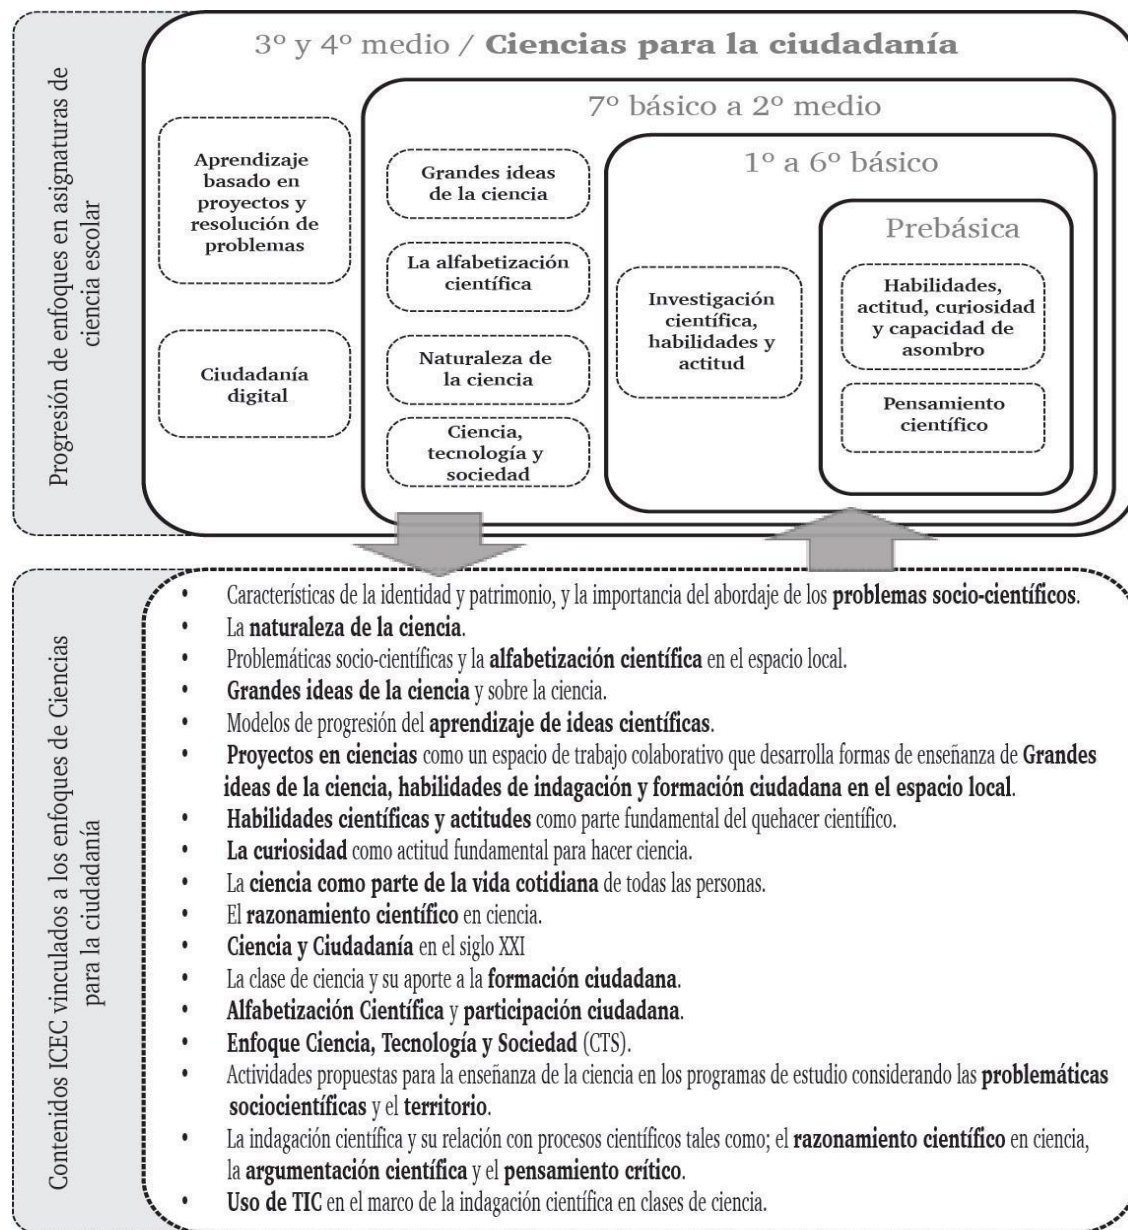 Progresión de enfoques en asignaturas de
ciencia escolar
3º y 4º medio / Ciencias para la ciudadanía
Aprendizaje
basado en
proyectos y
resolución de
problemas
Ciudadanía
digital
7º básico a 2º medio
Grandes ideas
de la ciencia
La alfabetización
científica
Naturaleza de
la ciencia
Ciencia,
tecnología y
sociedad
1º a 6º básico
Investigación
científica,
habilidades y
actitud
Prebásica
Habilidades,
actitud, curiosidad
y capacidad de
asombro
Pensamiento
científico
Contenidos ICEC vinculados a los enfoques de Ciencias
para la ciudadanía
• Características de la identidad y patrimonio, y la importancia del abordaje de los problemas socio-científicos.
• La naturaleza de la ciencia.
• Problemáticas socio-científicas y la alfabetización científica en el espacio local.
• Grandes ideas de la ciencia y sobre la ciencia.
• Modelos de progresión del aprendizaje de ideas científicas.
• Proyectos en ciencias como un espacio de trabajo colaborativo que desarrolla formas de enseñanza de Grandes
ideas de la ciencia, habilidades de indagación y formación ciudadana en el espacio local.
• Habilidades científicas y actitudes como parte fundamental del quehacer científico.
• La curiosidad como actitud fundamental para hacer ciencia.
• La ciencia como parte de la vida cotidiana de todas las personas.
• El razonamiento científico en ciencia.
• Ciencia y Ciudadanía en el siglo XXI
• La clase de ciencia y su aporte a la formación ciudadana.
• Alfabetización Científica y participación ciudadana.
• Enfoque Ciencia, Tecnología y Sociedad (CTS).
• Actividades propuestas para la enseñanza de la ciencia en los programas de estudio considerando las problemáticas
sociocientíficas y el territorio.
• La indagación científica y su relación con procesos científicos tales como; el razonamiento científico en ciencia,
la argumentación científica y el pensamiento crítico.
• Uso de TIC en el marco de la indagación científica en clases de ciencia.